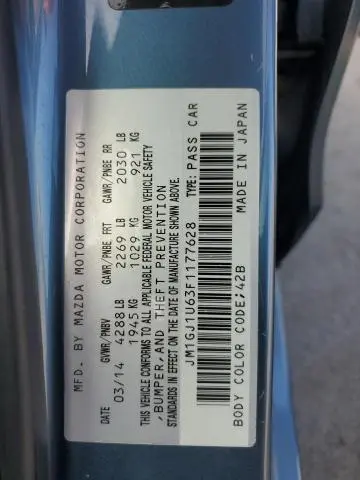 MFD. BY MAZDA MOTOR CORPORATION
DATE GVWR/PNBV GAWR/PNBE FRT GAWR/PNBE RR
03/14 4288 LB 2269 LB 2030 LB
1945 KG 1029 KG 921 KG
THIS VEHICLE CONFORMS TO ALL APPLICABLE FEDERAL MOTOR VEHICLE SAFETY
,BUMPER,AND THEFT PREVENTION
STANDARDS IN EFFECT ON THE DATE OF MANUFACTURE SHOWN ABOVE.
JM1GJ1U63F1177628 TYPE: PASS CAR
BODY COLOR CODE;42B MADE IN JAPAN